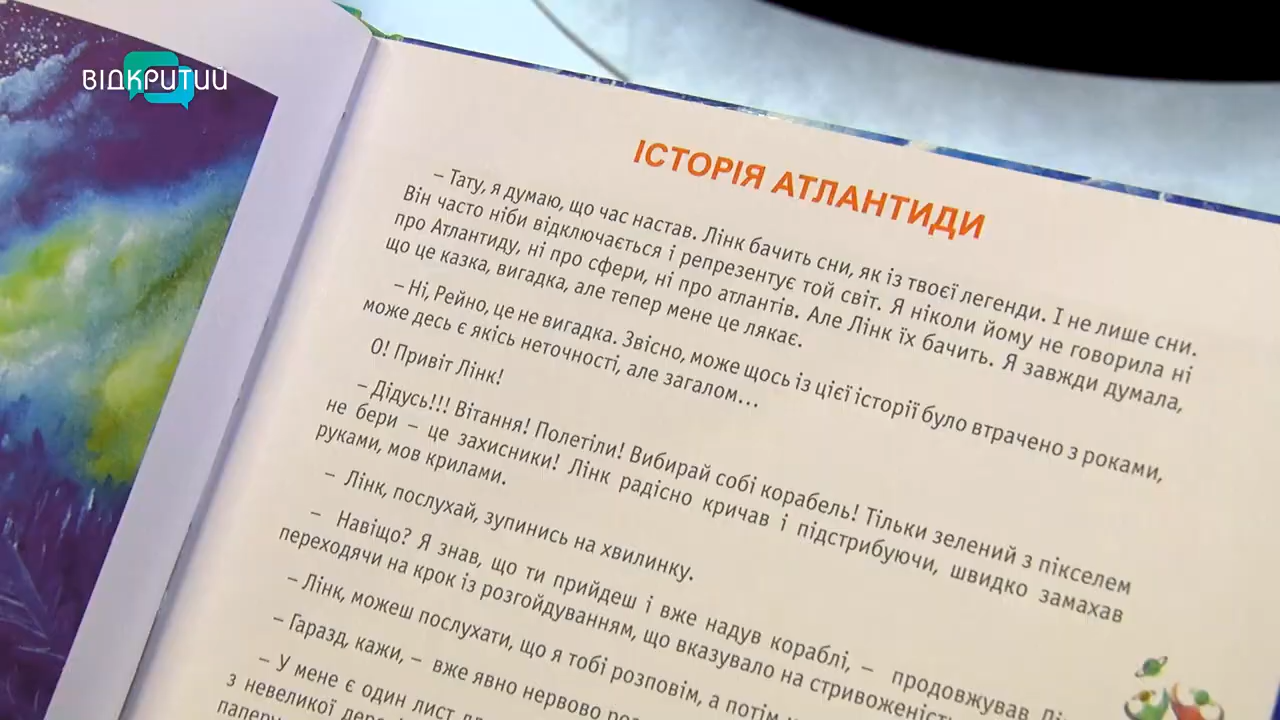 ВІДКРИТИЙ
ІСТОРІЯ АТЛАНТИДИ
– Тату, я думаю, що час настав. Лінк бачить сни, як із твоєї легенди. І не лише сни.
Він часто ніби відключається і репрезентує той світ. Я ніколи йому не говорила ні
про Атлантиду, ні про сфери, ні про атлантів. Але Лінк їх бачить. Я завжди думала,
що це казка, вигадка, але тепер мене це лякає.
– Ні, Рейно, це не вигадка. Звісно, може щось із цієї історії було втрачено з роками,
може десь є якісь неточності, але загалом…
О! Привіт Лінк!
– Дідусь!!! Вітання! Полетіли! Вибирай собі корабель! Тільки зелений з пікселем
не бери – це захисники! Лінк радісно кричав і підстрибуючи, швидко замахав
руками, мов крилами.
– Лінк, послухай, зупинись на хвилинку.
– Навіщо? Я знав, що ти прийдеш і вже надув кораблі, – продовжував
переходячи на крок із розгойдуванням, що вказувало на стривоженість
– Лінк, можеш послухати, що я тобі розповім, а потім
– Гаразд, кажи, – вже явно нервово
– У мене є один лист
з невеликої
паперу